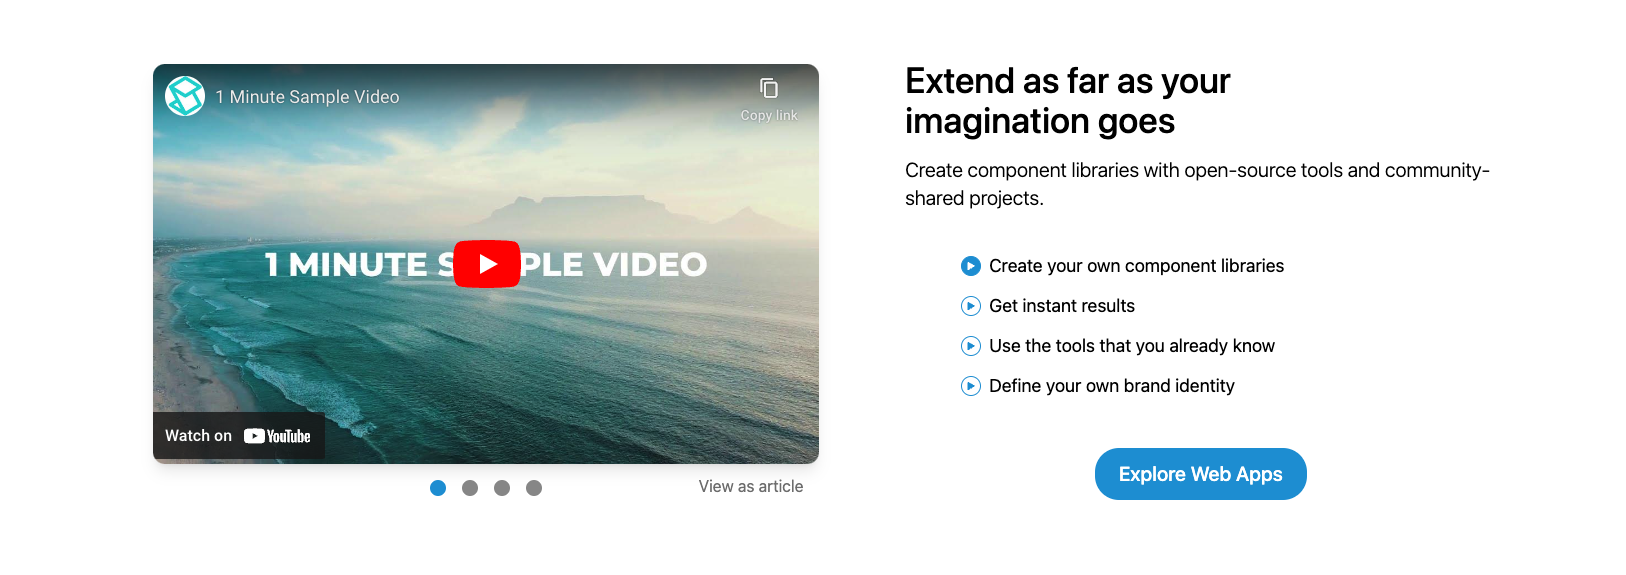 1 Minute Sample Video
Copy link
1 MINUTE S PLE VIDEO
Watch on YouTube
View as article
Extend as far as your
imagination goes
Create component libraries with open-source tools and community-
shared projects.
Create your own component libraries
Get instant results
Use the tools that you already know
Define your own brand identity
Explore Web Apps